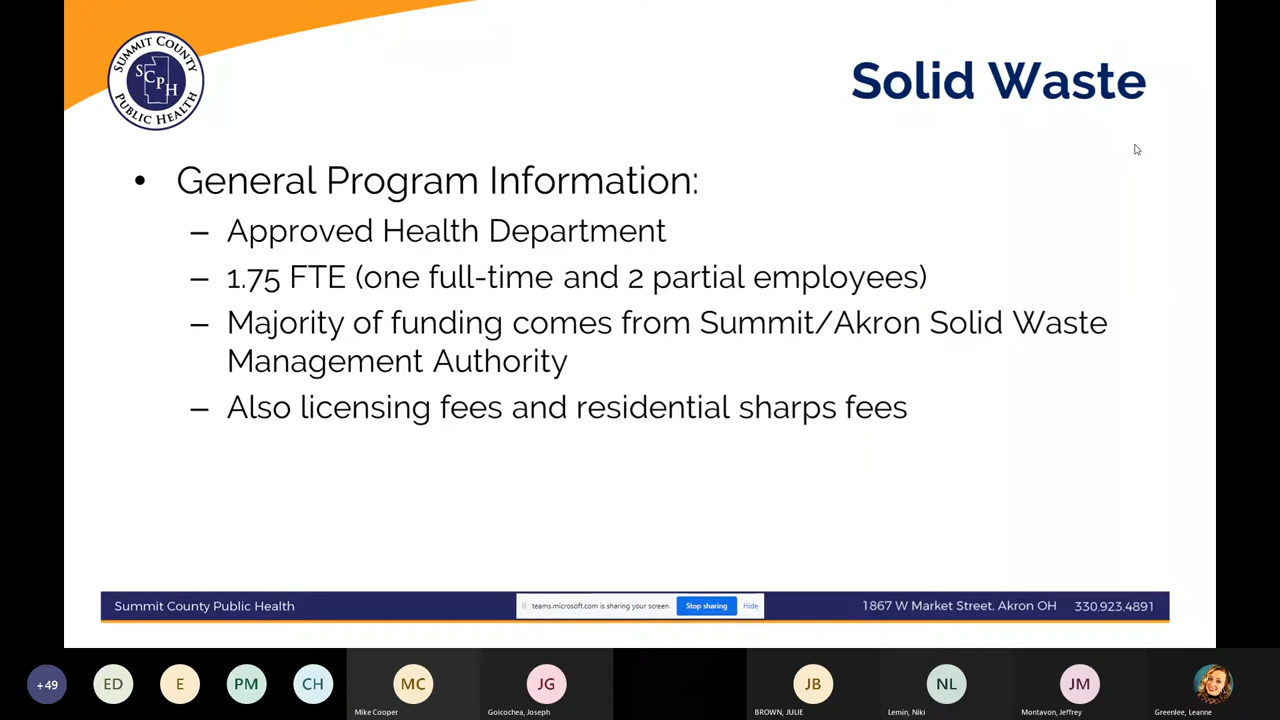 SUMMIT COUNTY
SCPH
PUBLIC HEALTH
Solid Waste
• General Program Information:
– Approved Health Department
– 1.75 FTE (one full-time and 2 partial employees)
– Majority of funding comes from Summit/Akron Solid Waste
Management Authority
– Also licensing fees and residential sharps fees
Summit County Public Health
teams.microsoft.com is sharing your screen.
Stop sharing
Hide
1867 W Market Street, Akron OH
330.923.4891
+49
ED
E
PM
CH
MC
JG
JB
NL
JM
Mike Cooper
Goicochea, Joseph
BROWN, JULIE
Lemin, Niki
Montavon, Jeffrey
Greenlee, Leanne